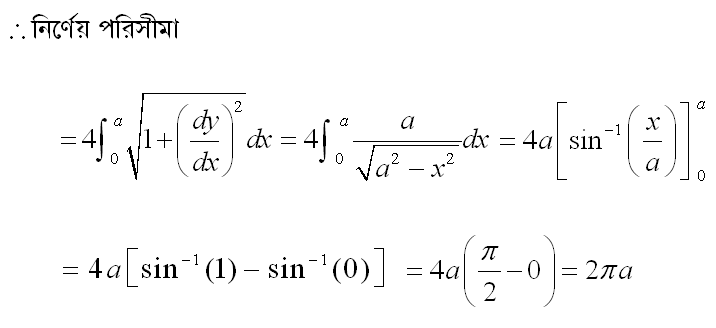 ∴ নির্ণেয় পরিসীমা
= 4∫₀ᵃ √(1+(dy/dx)²) dx = 4∫₀ᵃ a/√(a² − x²) dx = 4a[sin⁻¹(x/a)]₀ᵃ
= 4a[sin⁻¹(1) − sin⁻¹(0)] = 4a(π/2 − 0) = 2πa